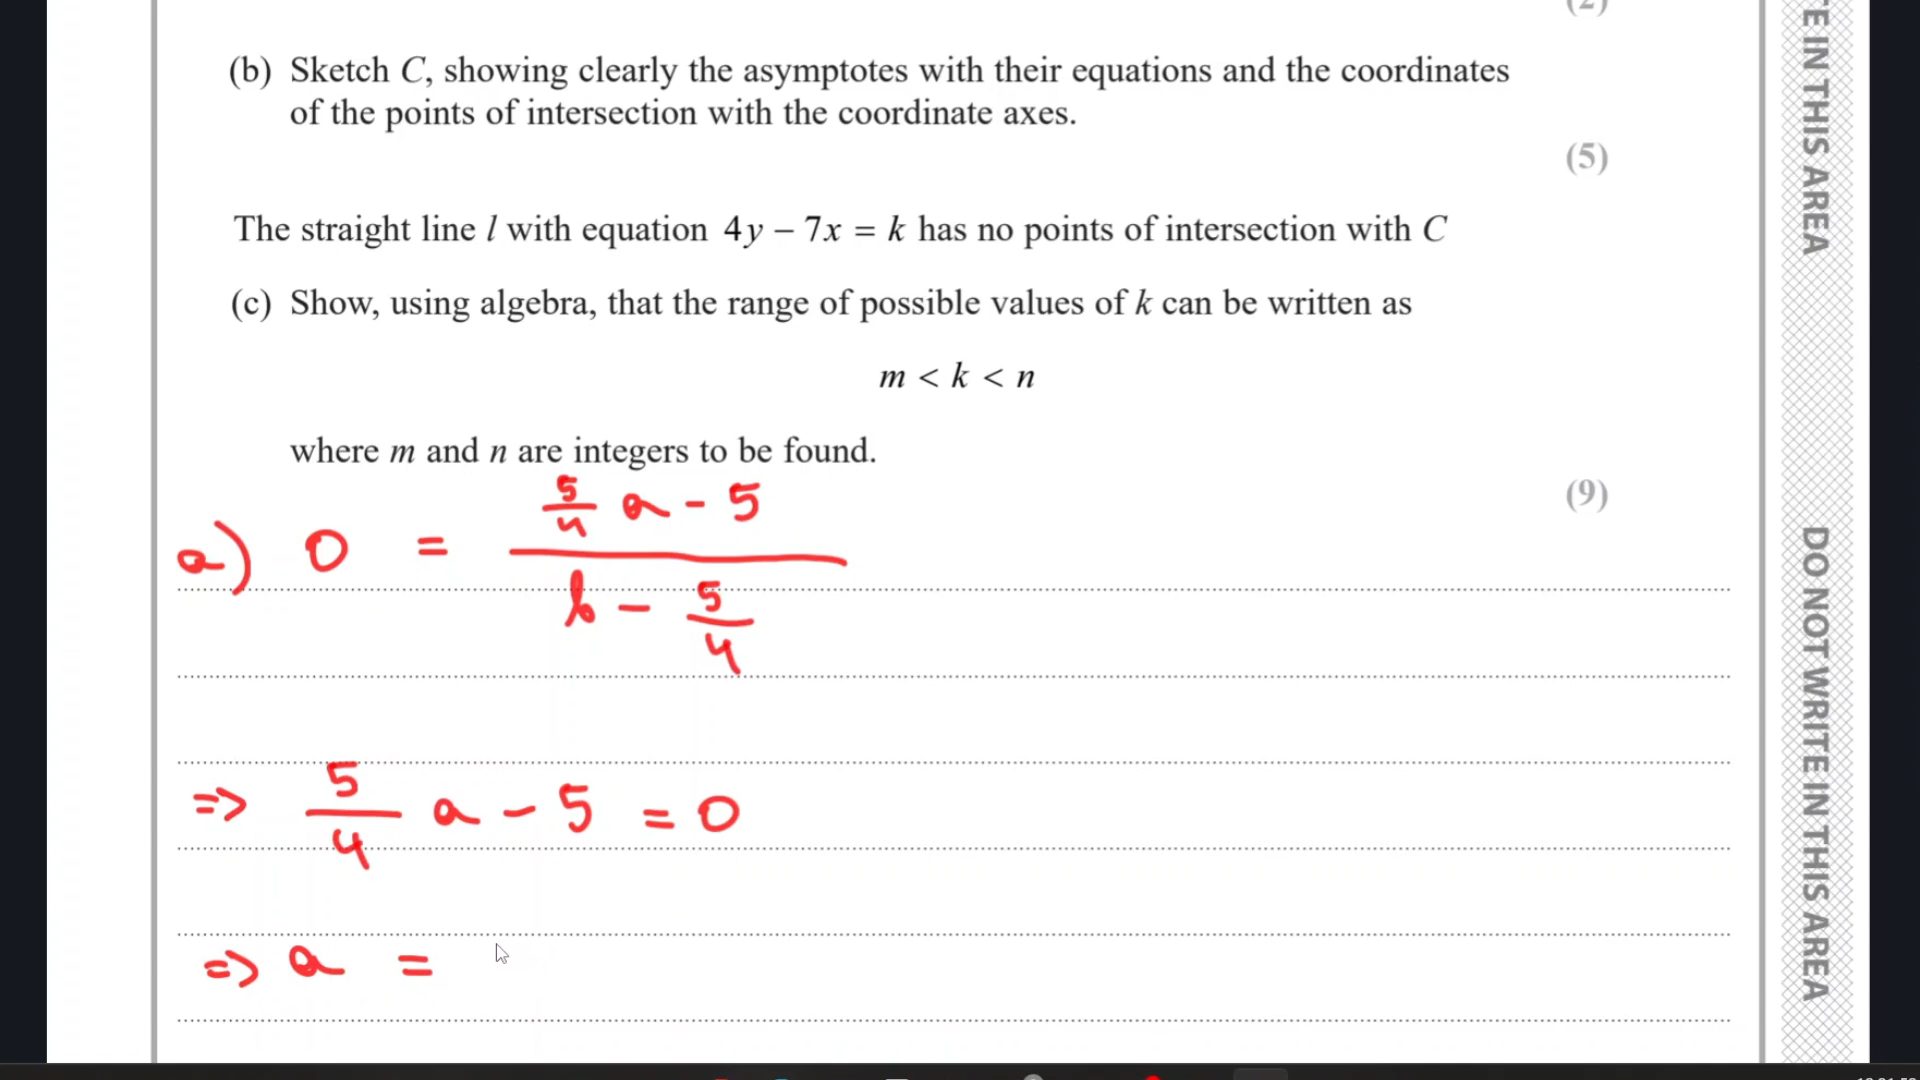 (2)
(b) Sketch C, showing clearly the asymptotes with their equations and the coordinates
of the points of intersection with the coordinate axes.
(5)
The straight line l with equation 4y − 7x = k has no points of intersection with C
(c) Show, using algebra, that the range of possible values of k can be written as
m < k < n
where m and n are integers to be found.
(9)
a) 0 = (5/4 a - 5) / (b - 5/4)
=> 5/4 a - 5 = 0
=> a =
TE IN THIS AREA
DO NOT WRITE IN THIS AREA